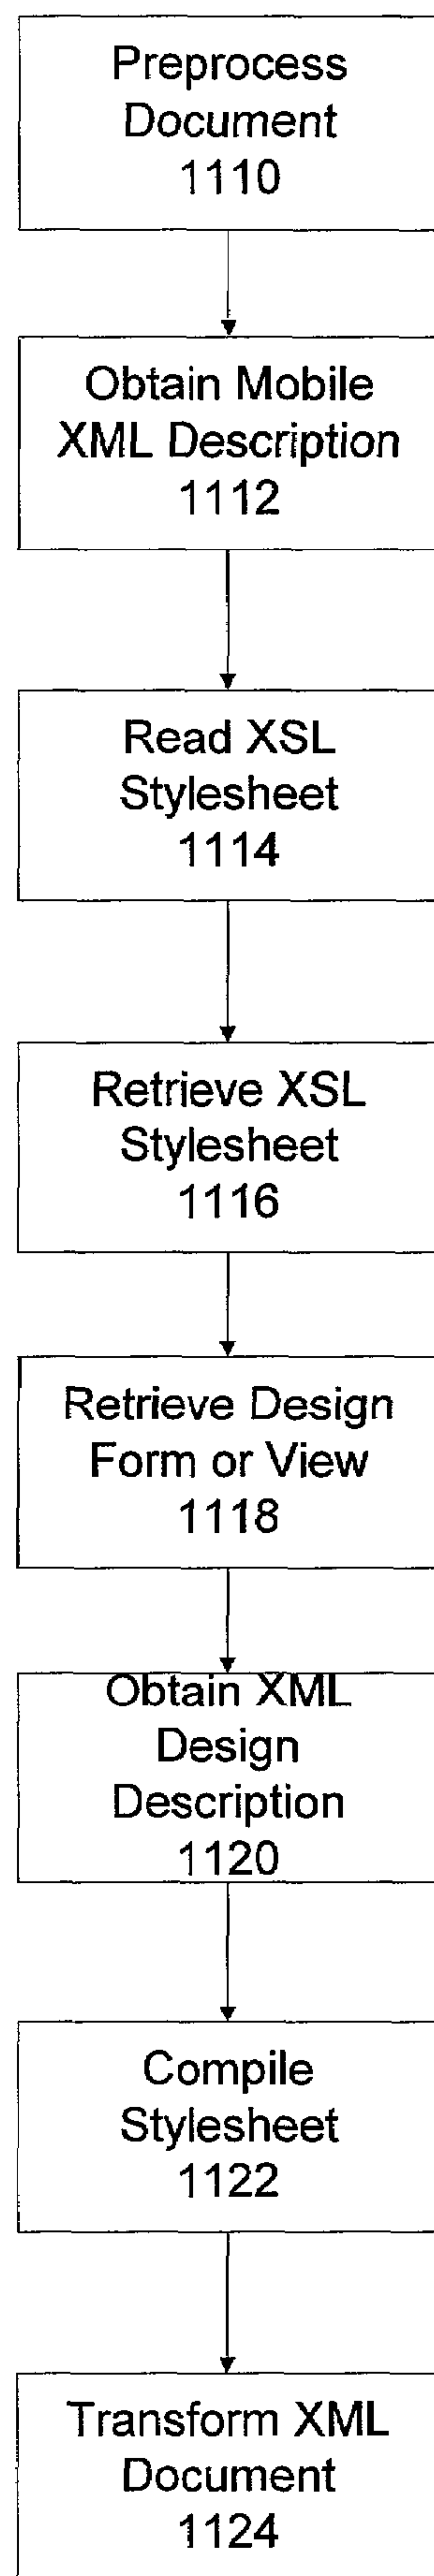 Preprocess
Document
1110
Obtain Mobile
XML Description
1112
Read XSL
Stylesheet
1114
Retrieve XSL
Stylesheet
1116
Retrieve Design
Form or View
1118
Obtain XML
Design
Description
1120
Compile
Stylesheet
1122
Transform XML
Document
1124